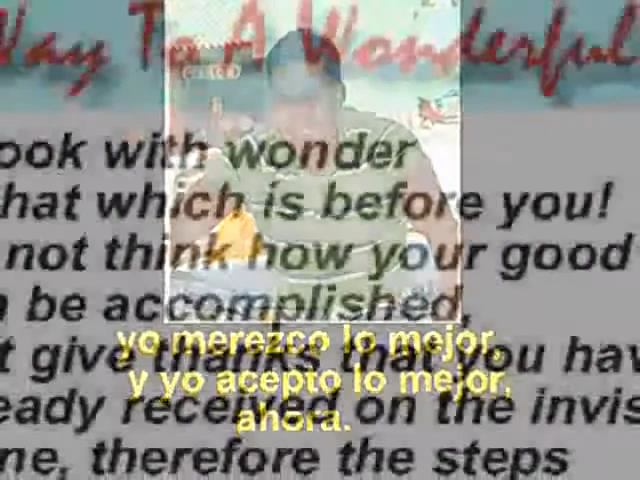 Way To A Wonderful
ook with wonder
hat which is before you!
not think how your good
be accomplished,
t give thanks that you hav
yo merezco lo mejor,
y yo acepto lo mejor,
eady received on the invis
ahora.
ne, therefore the steps